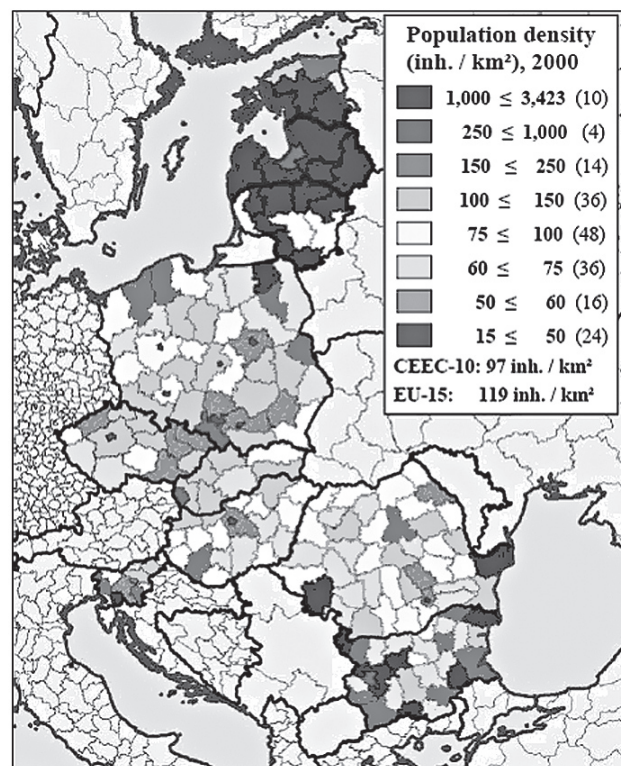 Population density
(inh. / km²), 2000
1,000 ≤ 3,423 (10)
250 ≤ 1,000 (4)
150 ≤ 250 (14)
100 ≤ 150 (36)
75 ≤ 100 (48)
60 ≤ 75 (36)
50 ≤ 60 (16)
15 ≤ 50 (24)
CEEC-10: 97 inh. / km²
EU-15: 119 inh. / km²